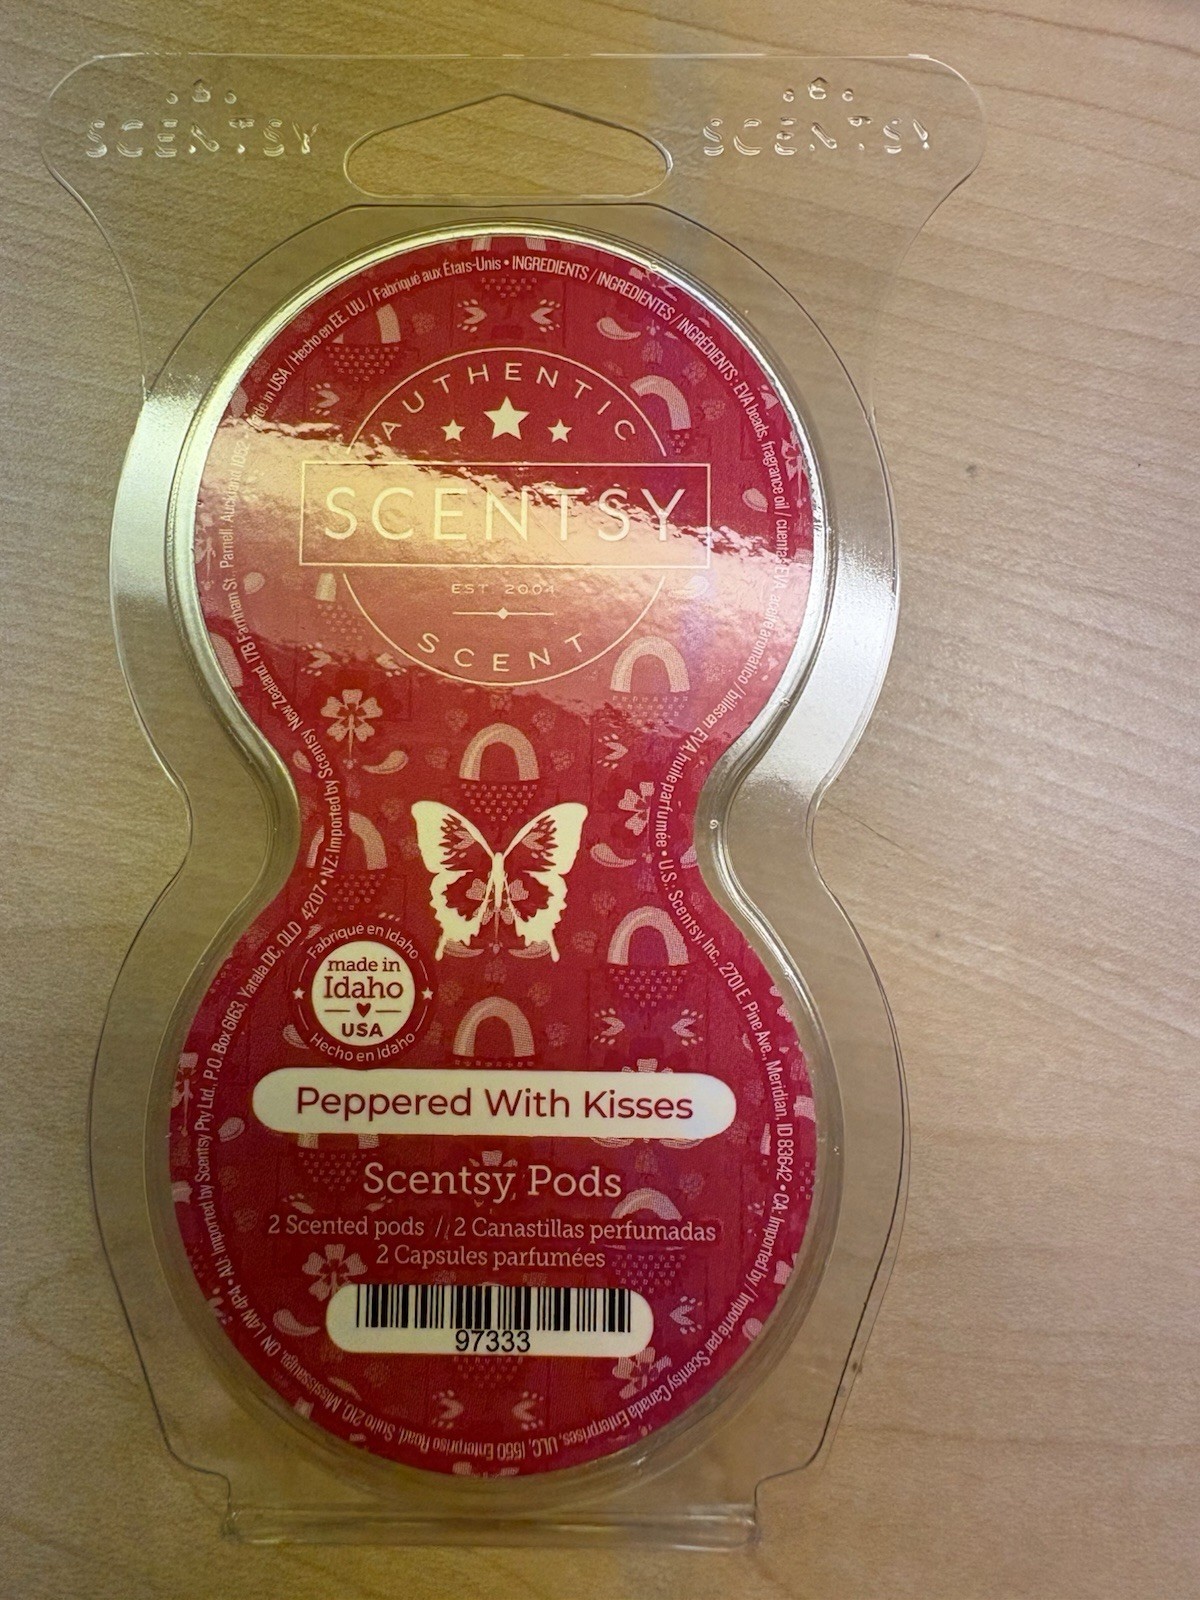 SCENTSY
SCENTSY
AUTHENTIC
SCENTSY
EST. 2004
SCENT
Fabriqué en Idaho
made in
Idaho
USA
Hecho en Idaho
Peppered With Kisses
Scentsy Pods
2 Scented pods // 2 Canastillas perfumadas
2 Capsules parfumées
97333
in USA / Hecho en EE. UU. / Fabriqué aux États-Unis • INGREDIENTS / INGREDIENTES / INGRÉDIENTS: EVA beads, fragrance oil / EVA, aceite aromático / billes en EVA, huile parfumée • U.S.: Scentsy, Inc., 2701 E. Pine Ave., Meridian, ID 83642 • CA: Imported by / Importé par Scentsy Canada Enterprises, ULC, 1550 Enterprise Road, Suite 210, Mississauga, ON L4W 4P4 • AU: Imported by Scentsy Pty Ltd., P.O. Box 6163, Yatala DC, QLD 4207 • NZ: Imported by Scentsy New Zealand, 17B Farnham St., Parnell, Auckland